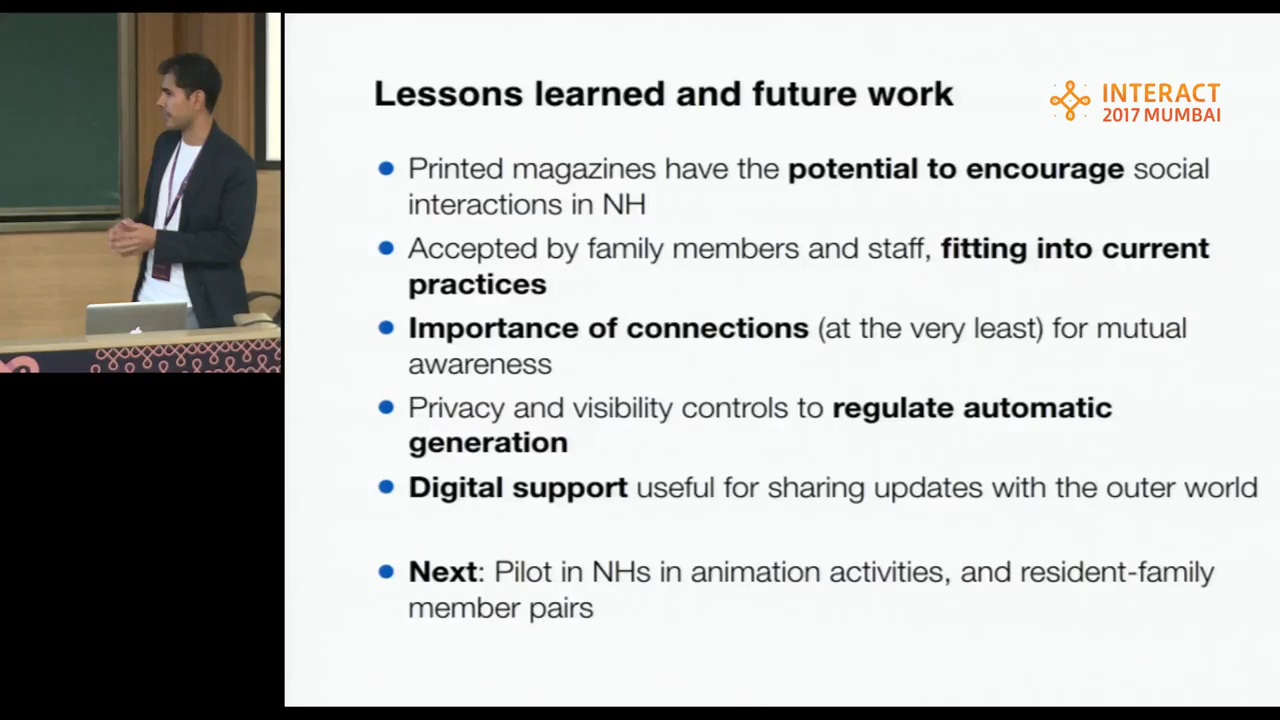 Lessons learned and future work
INTERACT
2017 MUMBAI
● Printed magazines have the potential to encourage social
interactions in NH
● Accepted by family members and staff, fitting into current
practices
● Importance of connections (at the very least) for mutual
awareness
● Privacy and visibility controls to regulate automatic
generation
● Digital support useful for sharing updates with the outer world
● Next: Pilot in NHs in animation activities, and resident-family
member pairs